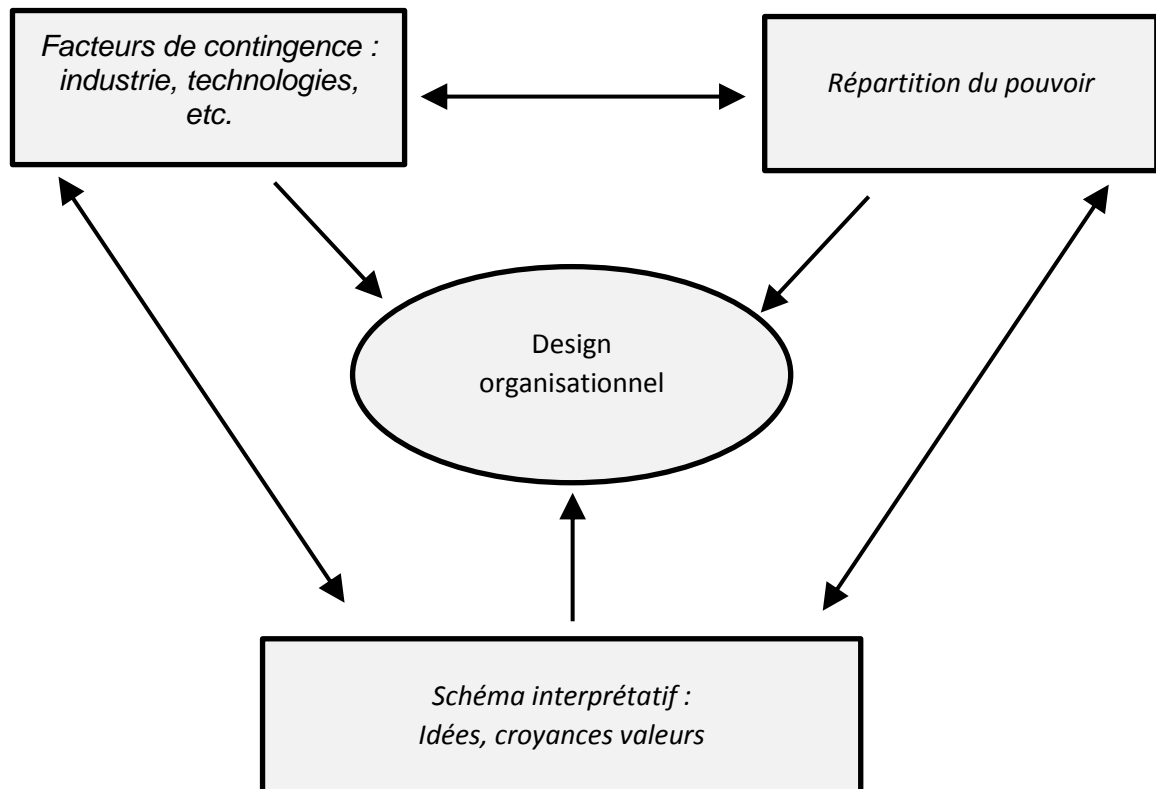 Facteurs de contingence :
industrie, technologies,
etc.
Répartition du pouvoir
Design
organisationnel
Schéma interprétatif :
Idées, croyances valeurs